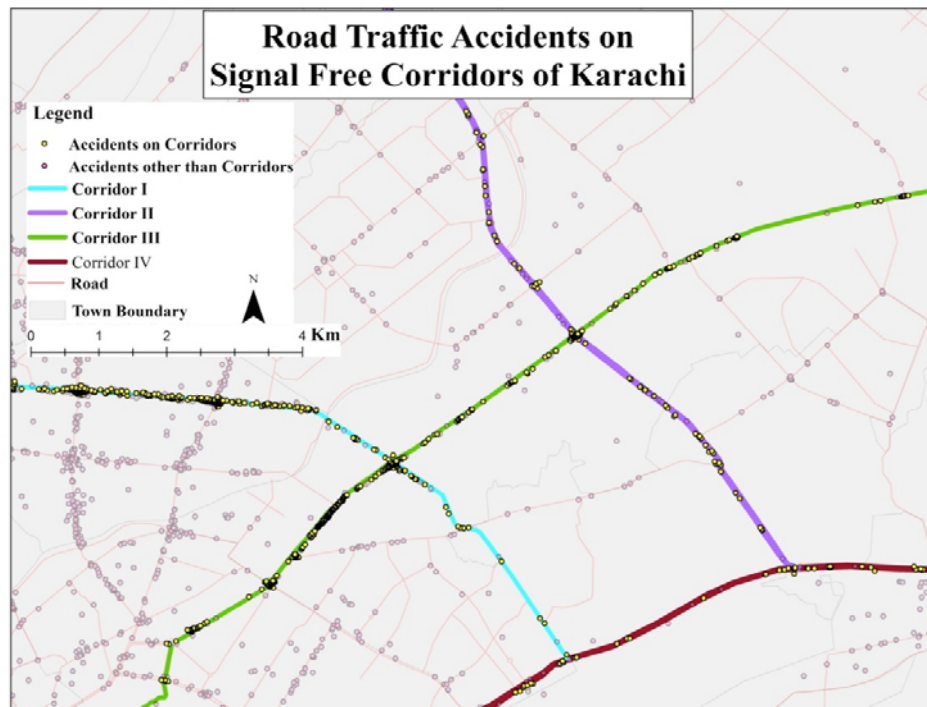 Road Traffic Accidents on
Signal Free Corridors of Karachi
Legend
Accidents on Corridors
Accidents other than Corridors
Corridor I
Corridor II
Corridor III
Corridor IV
Road
Town Boundary
N
0 1 2 4 Km